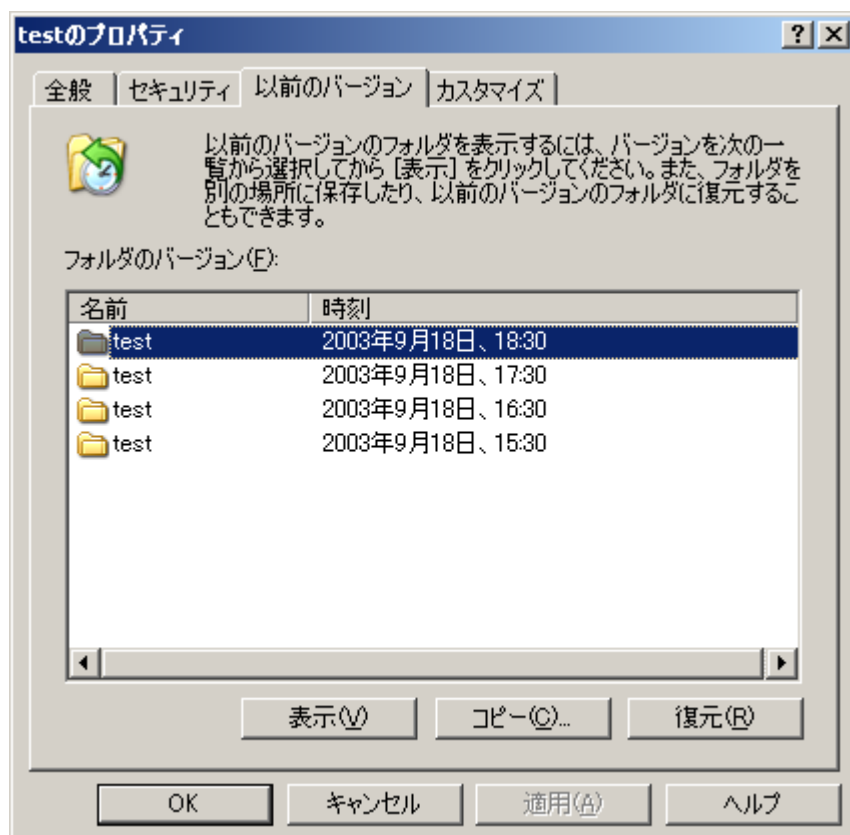 testのプロパティ
? ×
全般 セキュリティ 以前のバージョン カスタマイズ
以前のバージョンのフォルダを表示するには、バージョンを次の一
覧から選択してから [表示] をクリックしてください。また、フォルダを
別の場所に保存したり、以前のバージョンのフォルダに復元するこ
ともできます。
フォルダのバージョン(F):
名前 時刻
test 2003年9月18日、18:30
test 2003年9月18日、17:30
test 2003年9月18日、16:30
test 2003年9月18日、15:30
表示(V) コピー(C)... 復元(R)
OK キャンセル 適用(A) ヘルプ